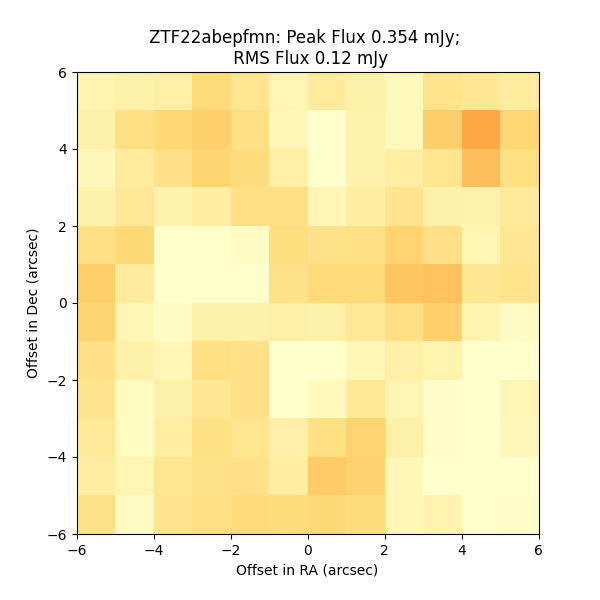 ZTF22abepfmn: Peak Flux 0.354 mJy;
RMS Flux 0.12 mJy
6
4
2
0
−2
−4
−6
Offset in Dec (arcsec)
−6 −4 −2 0 2 4 6
Offset in RA (arcsec)